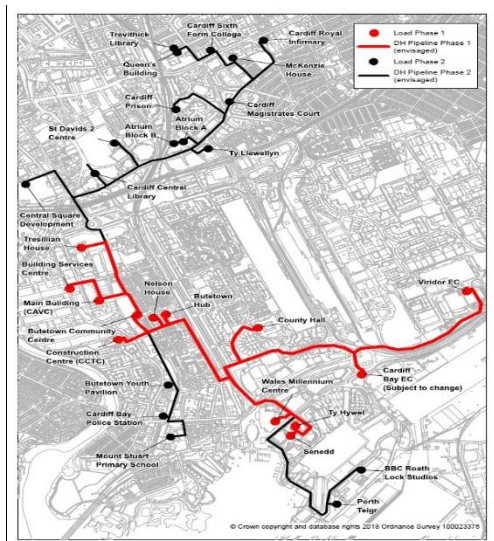 Trevithick
Library
Cardiff Sixth
Form College
Cardiff Royal
Infirmary
Load Phase 1
DH Pipeline Phase 1
(envisaged)
Load Phase 2
DH Pipeline Phase 2
(envisaged)
Queen's
Building
McKenzie
House
Cardiff
Prison
Cardiff
Magistrates Court
Atrium
Block A
St Davids 2
Centre
Atrium
Block B
Ty Llewellyn
Cardiff Central
Library
Central Square
Development
Tresillian
House
Building Services
Centre
Nelson
House
Viridor EC
Main Building
(CAVC)
Butetown
Hub
County Hall
Butetown Community
Centre
Construction
Centre (CCTC)
Wales Millennium
Centre
Cardiff
Bay EC
(Subject to change)
Butetown Youth
Pavilion
Ty Hywel
Cardiff Bay
Police Station
Senedd
Mount Stuart
Primary School
BBC Roath
Lock Studios
Porth
Teigr
© Crown copyright and database rights 2018 Ordnance Survey 100023376